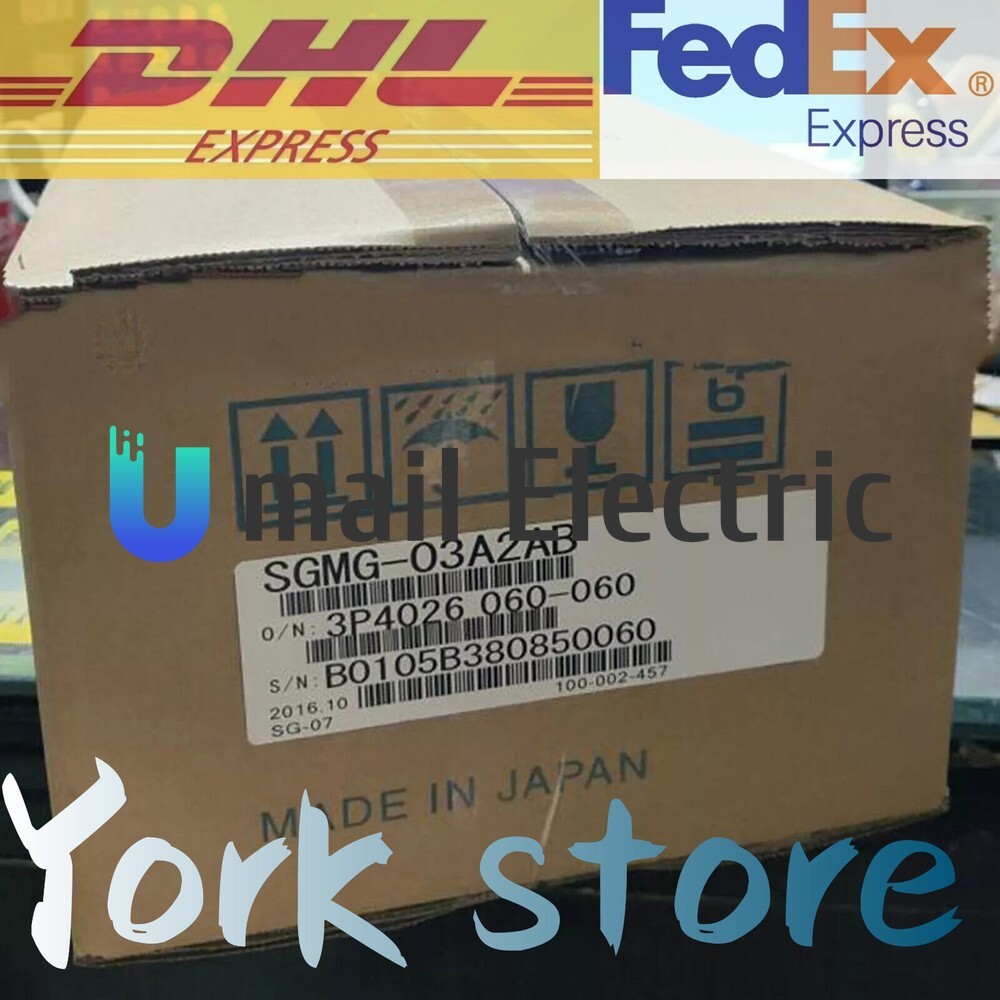 DHL
EXPRESS
FedEx®
Express
Umail Electric
SGMG-03A2AB
O/N: 3P4026 060-060
S/N: B0105B380850060
2016.10
100-002-457
SG-07
MADE IN JAPAN
York store